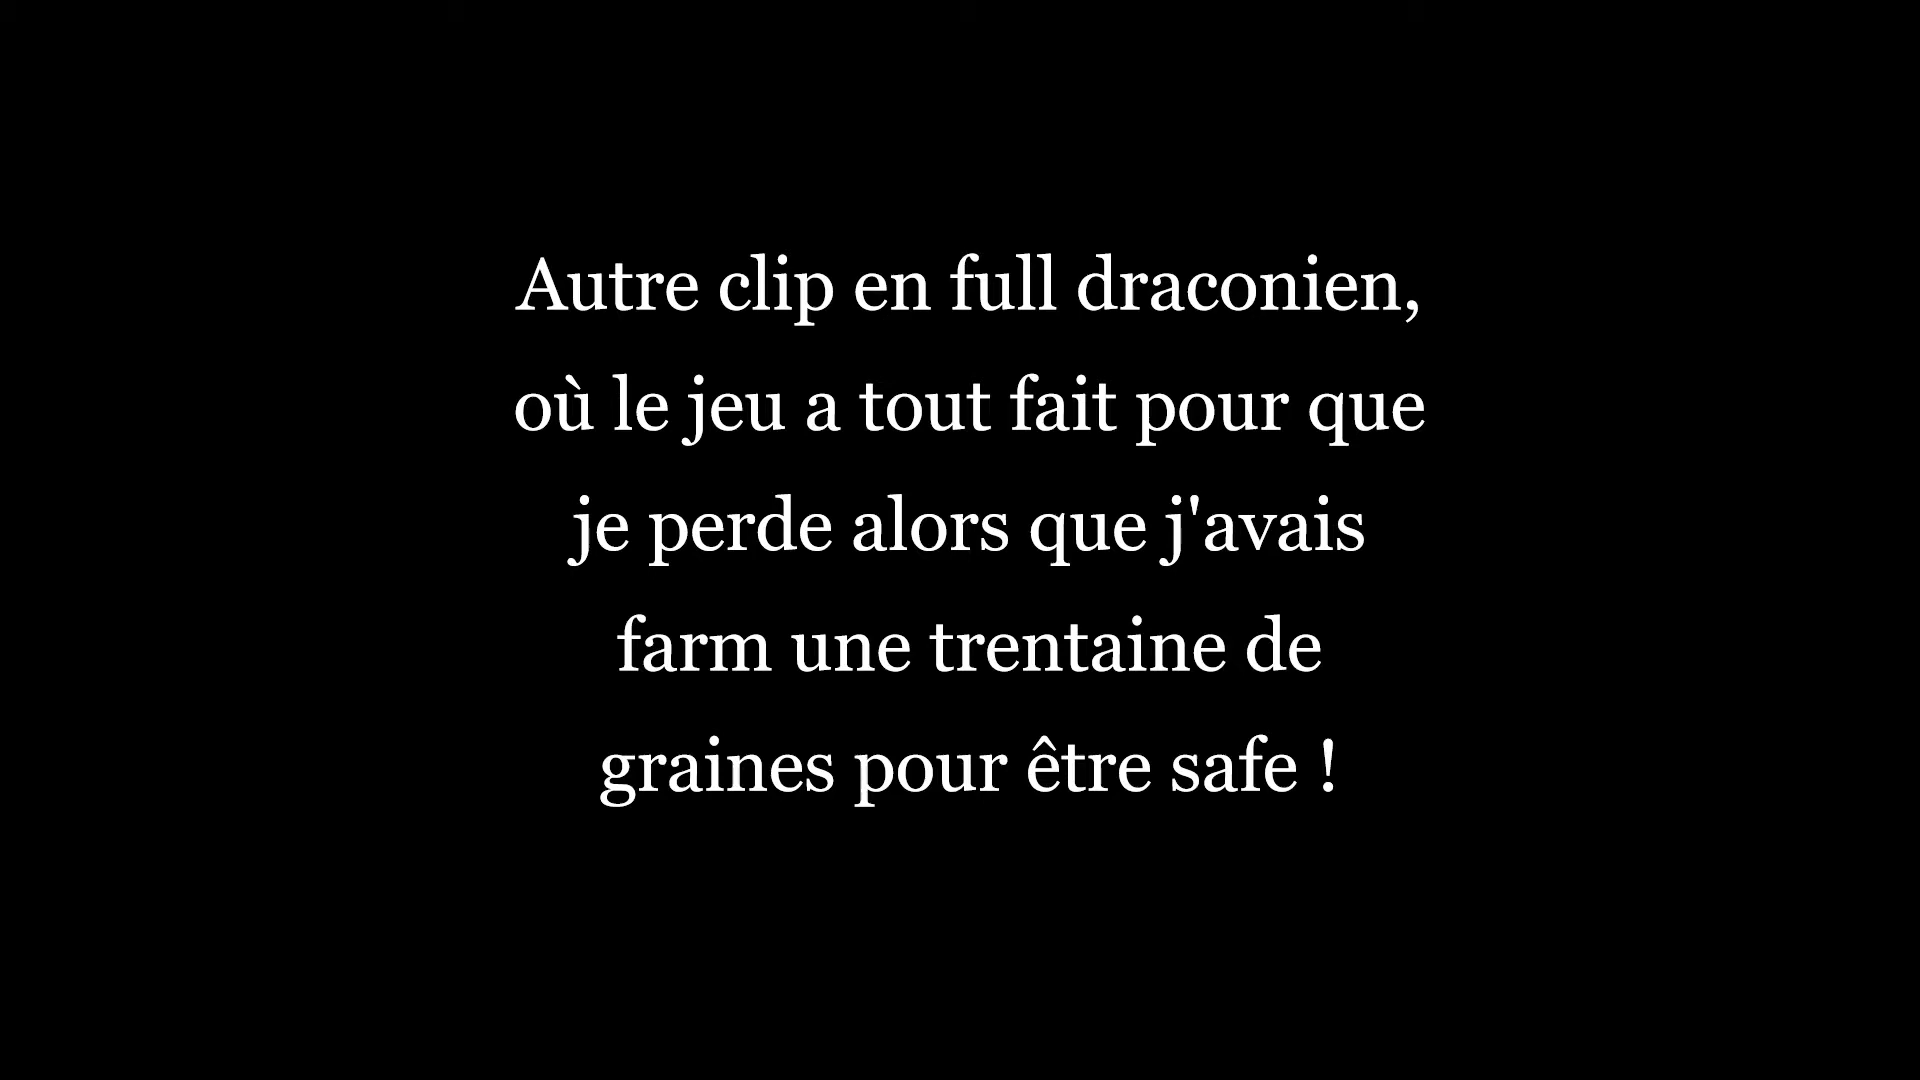 Autre clip en full draconien,
où le jeu a tout fait pour que
je perde alors que j'avais
farm une trentaine de
graines pour être safe !